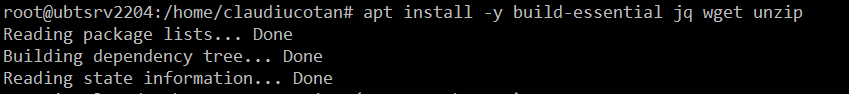 root@ubtsrv2204:/home/claudiucotan# apt install -y build-essential jq wget unzip
Reading package lists... Done
Building dependency tree... Done
Reading state information... Done